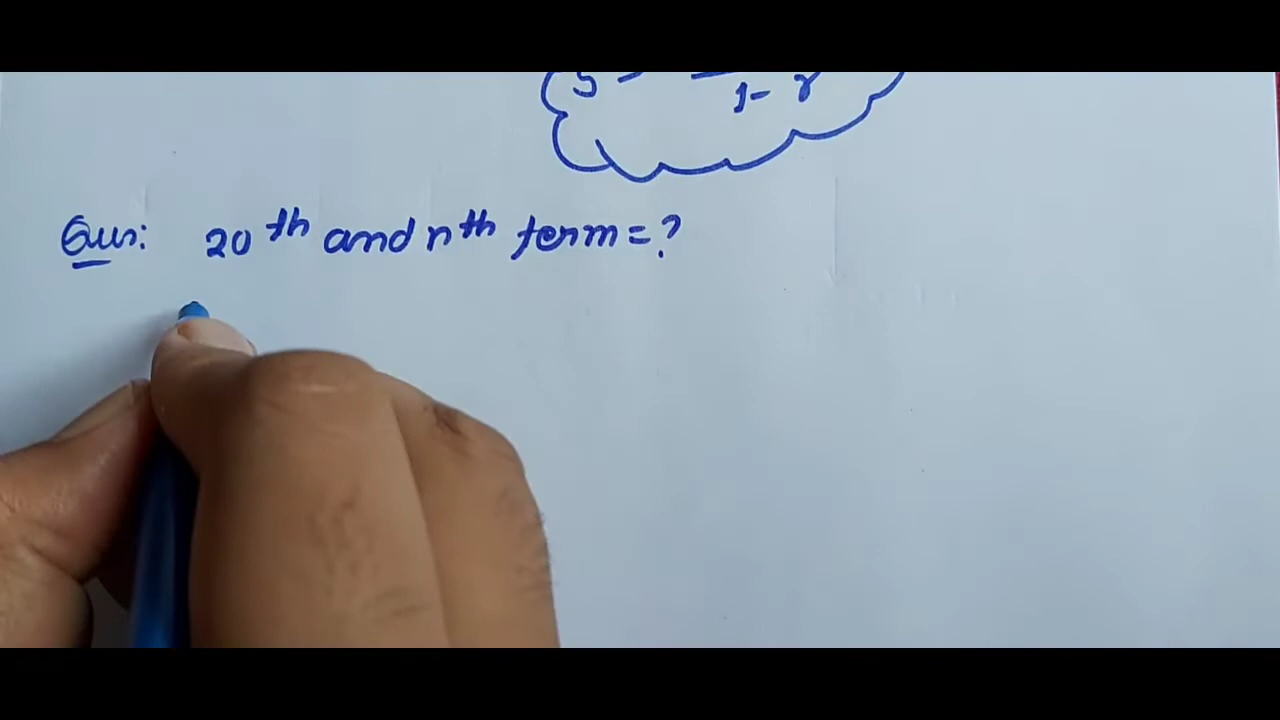 S =
1- r
Qus: 20th and nth term = ?